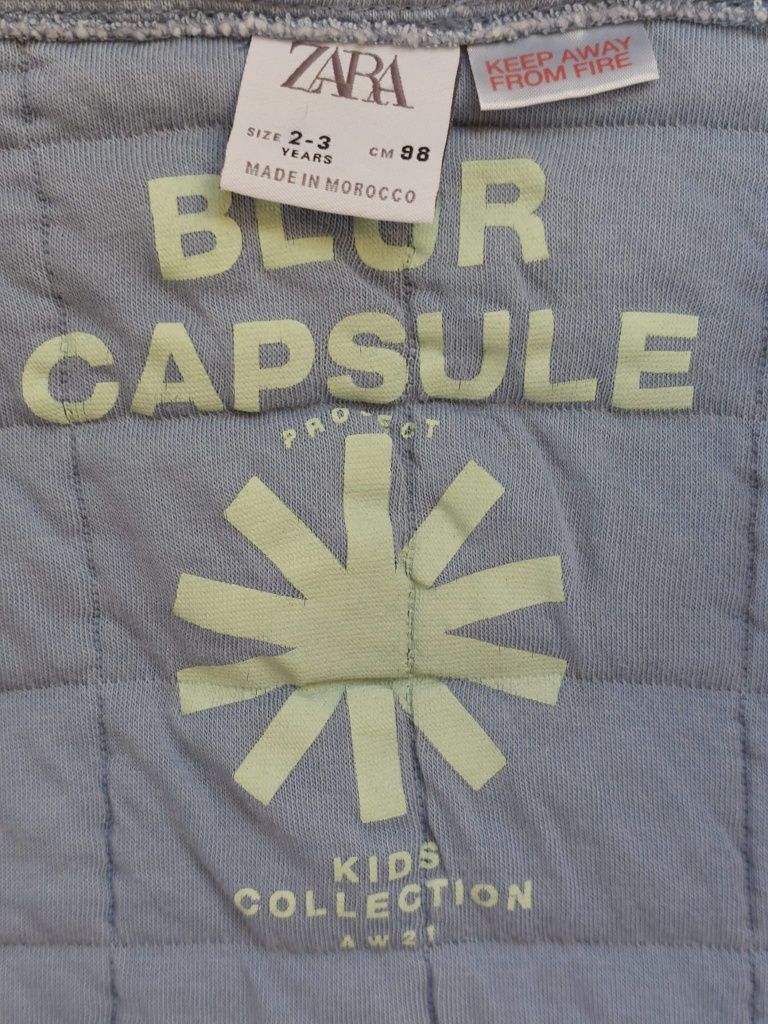 ZARA
KEEP AWAY
FROM FIRE
SIZE 2-3 CM 98
YEARS
MADE IN MOROCCO
BLUR
CAPSULE
PROJECT
KIDS
COLLECTION
AW21